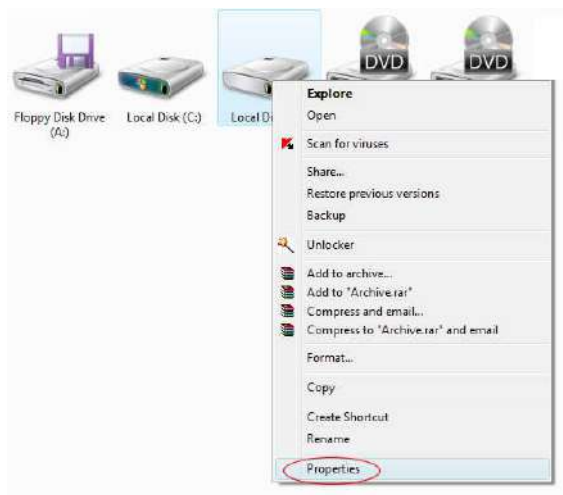 DVD
DVD
Floppy Disk Drive
(A:)
Local Disk (C:)
Local D
Explore
Open
Scan for viruses
Share...
Restore previous versions
Backup
Unlocker
Add to archive...
Add to "Archive.rar"
Compress and email...
Compress to "Archive.rar" and email
Format...
Copy
Create Shortcut
Rename
Properties